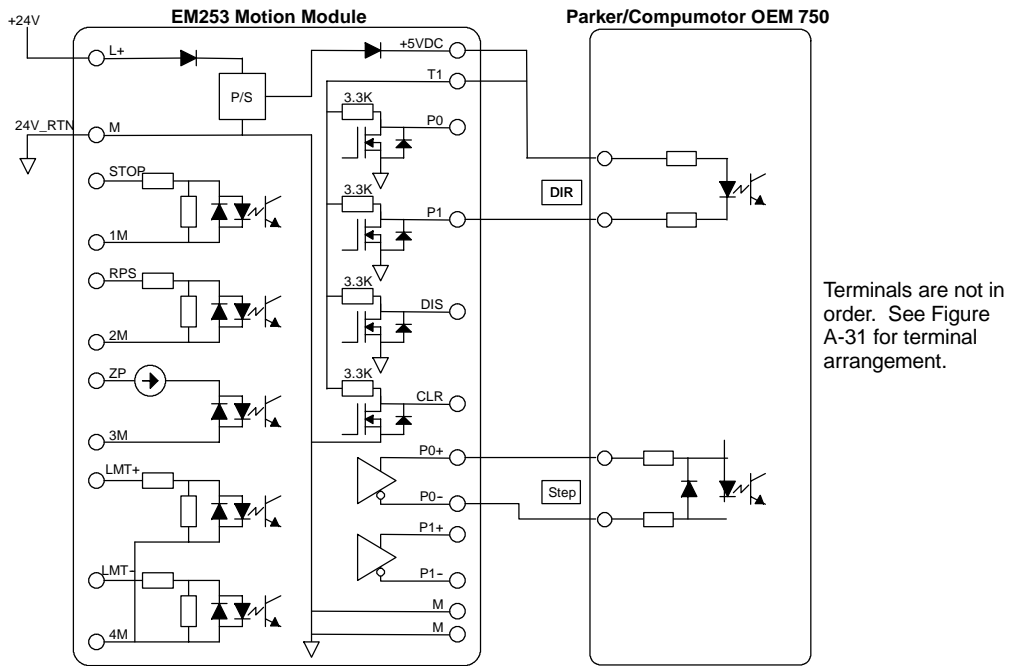 EM253 Motion Module
Parker/Compumotor OEM 750
+24V
L+
+5VDC
T1
P/S
3.3K
P0
24V_RTN
M
STOP
3.3K
DIR
P1
1M
RPS
3.3K
DIS
2M
Terminals are not in
order. See Figure
A-31 for terminal
arrangement.
ZP
3.3K
CLR
3M
P0+
LMT+
P0-
Step
P1+
LMT-
P1-
M
4M
M